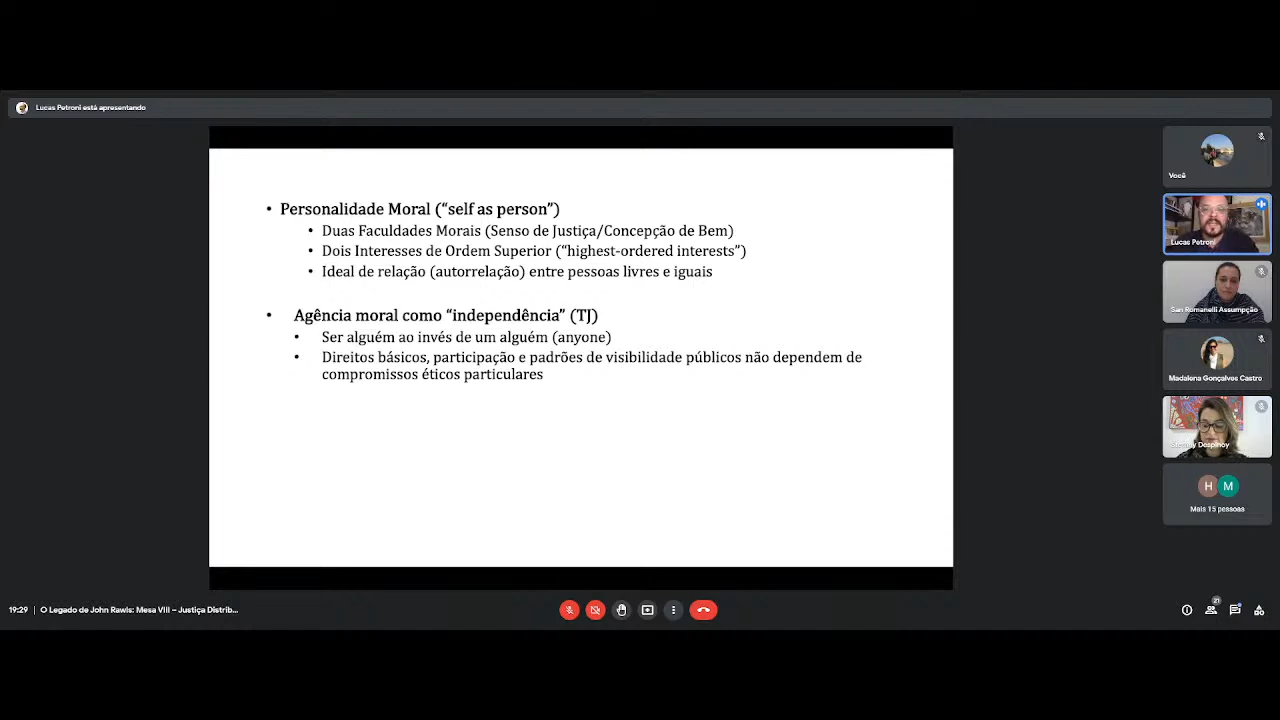 Lucas Petroni está apresentando
• Personalidade Moral (“self as person”)
• Duas Faculdades Morais (Senso de Justiça/Concepção de Bem)
• Dois Interesses de Ordem Superior (“highest-ordered interests”)
• Ideal de relação (autorrelação) entre pessoas livres e iguais
• Agência moral como “independência” (TJ)
• Ser alguém ao invés de um alguém (anyone)
• Direitos básicos, participação e padrões de visibilidade públicos não dependem de
compromissos éticos particulares
Você
Lucas Petroni
San Romanelli Assumpção
Madalena Gonçalves Castro
Despinoy
H M
Mais 15 pessoas
19:29 | O Legado de John Rawls: Mesa VIII – Justiça Distrib...
21